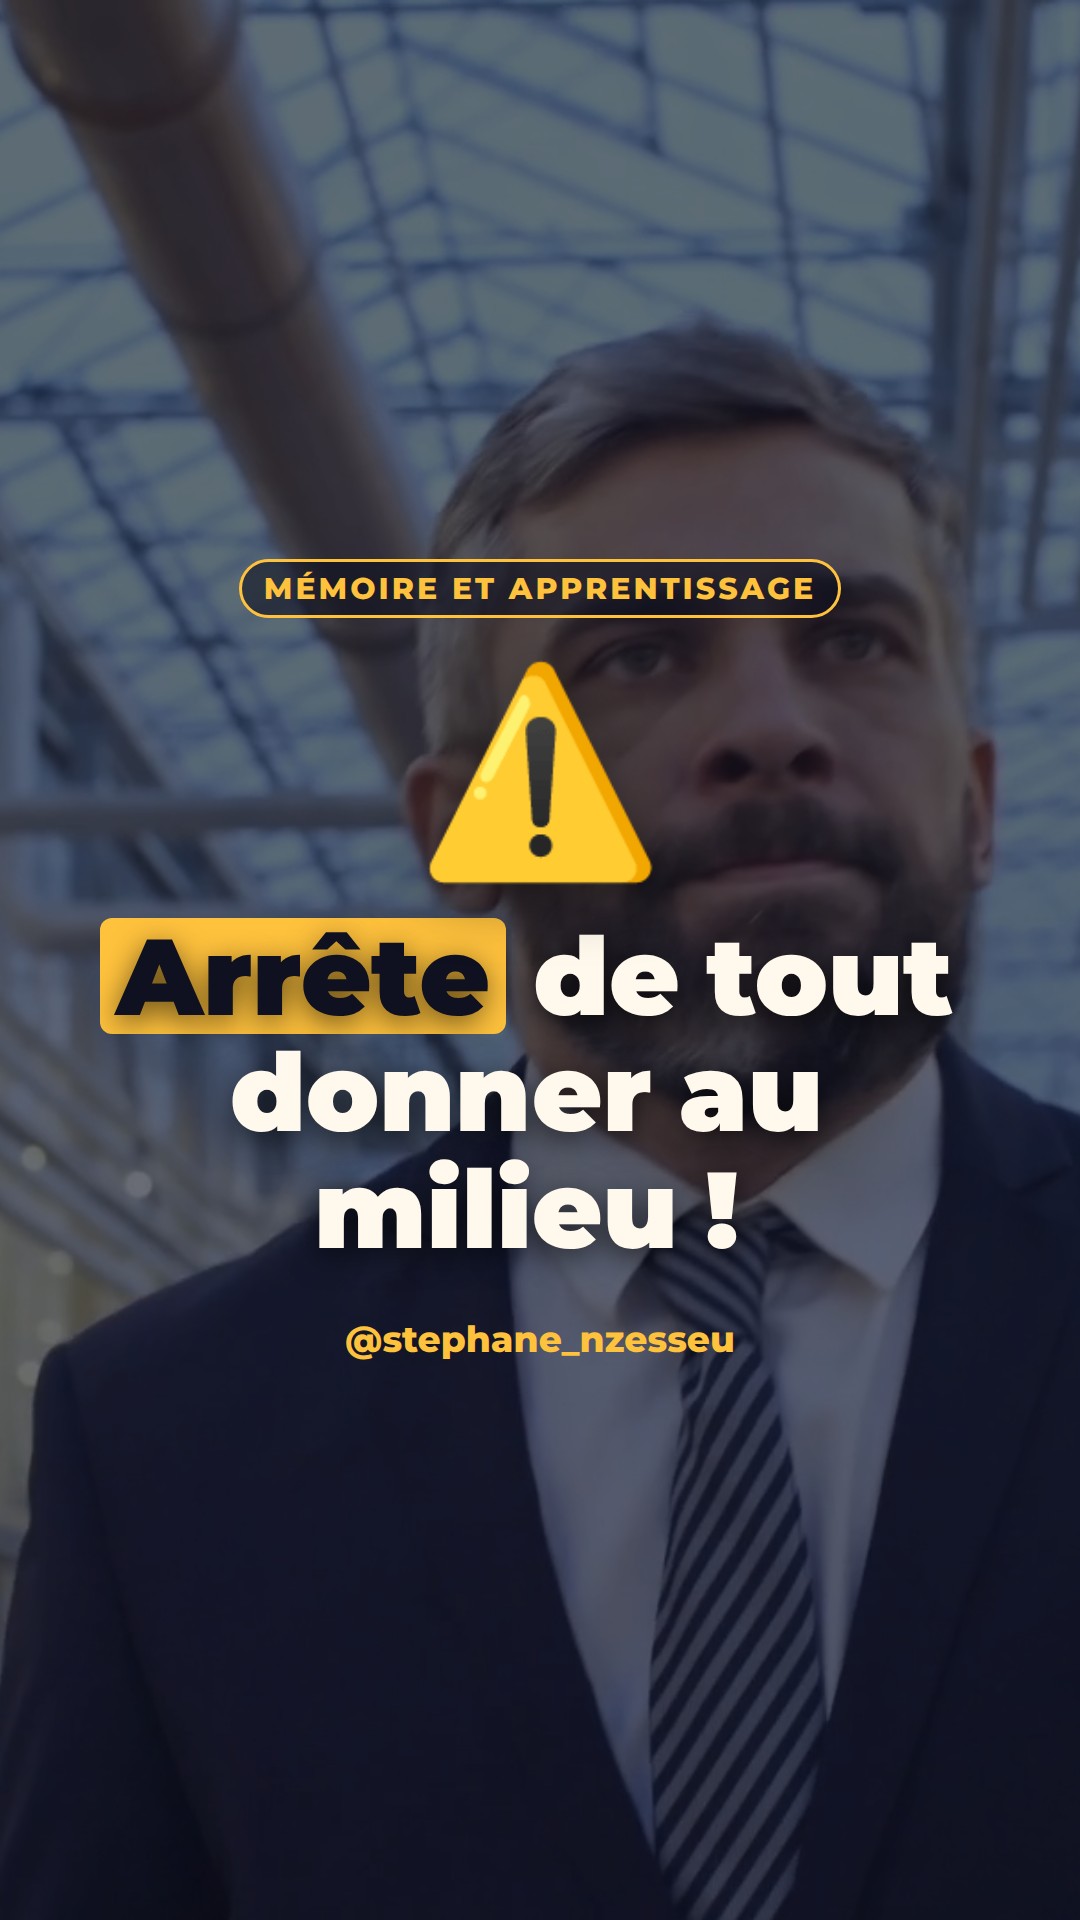 MÉMOIRE ET APPRENTISSAGE
Arrête de tout
donner au
milieu !
@stephane_nzesseu